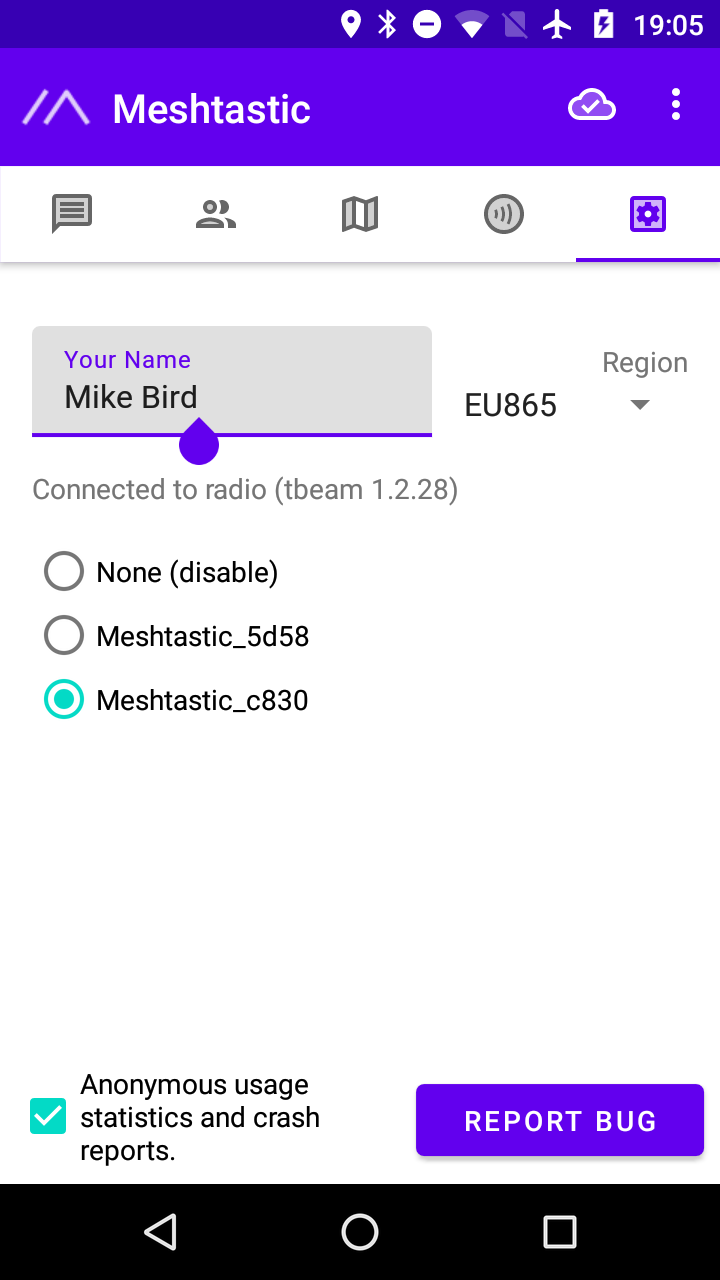 19:05
Meshtastic
Your Name
Mike Bird
Region
EU865
Connected to radio (tbeam 1.2.28)
None (disable)
Meshtastic_5d58
Meshtastic_c830
Anonymous usage
statistics and crash
reports.
REPORT BUG